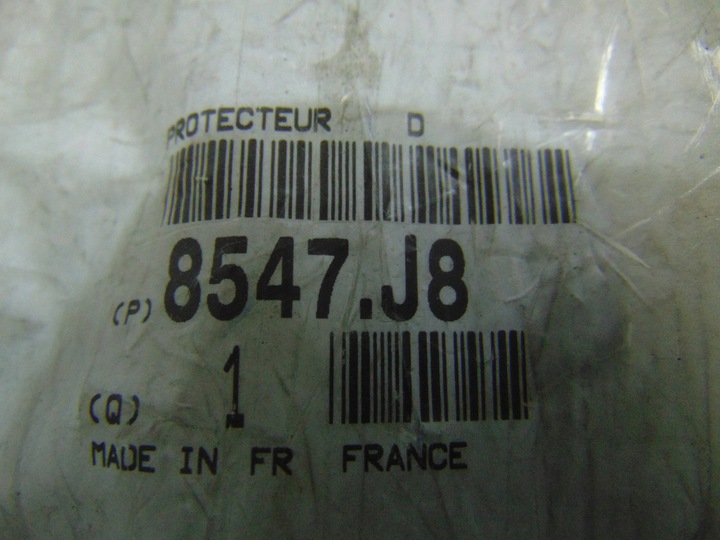 PROTECTEUR D
(P) 8547.J8
(Q) 1
MADE IN FR FRANCE